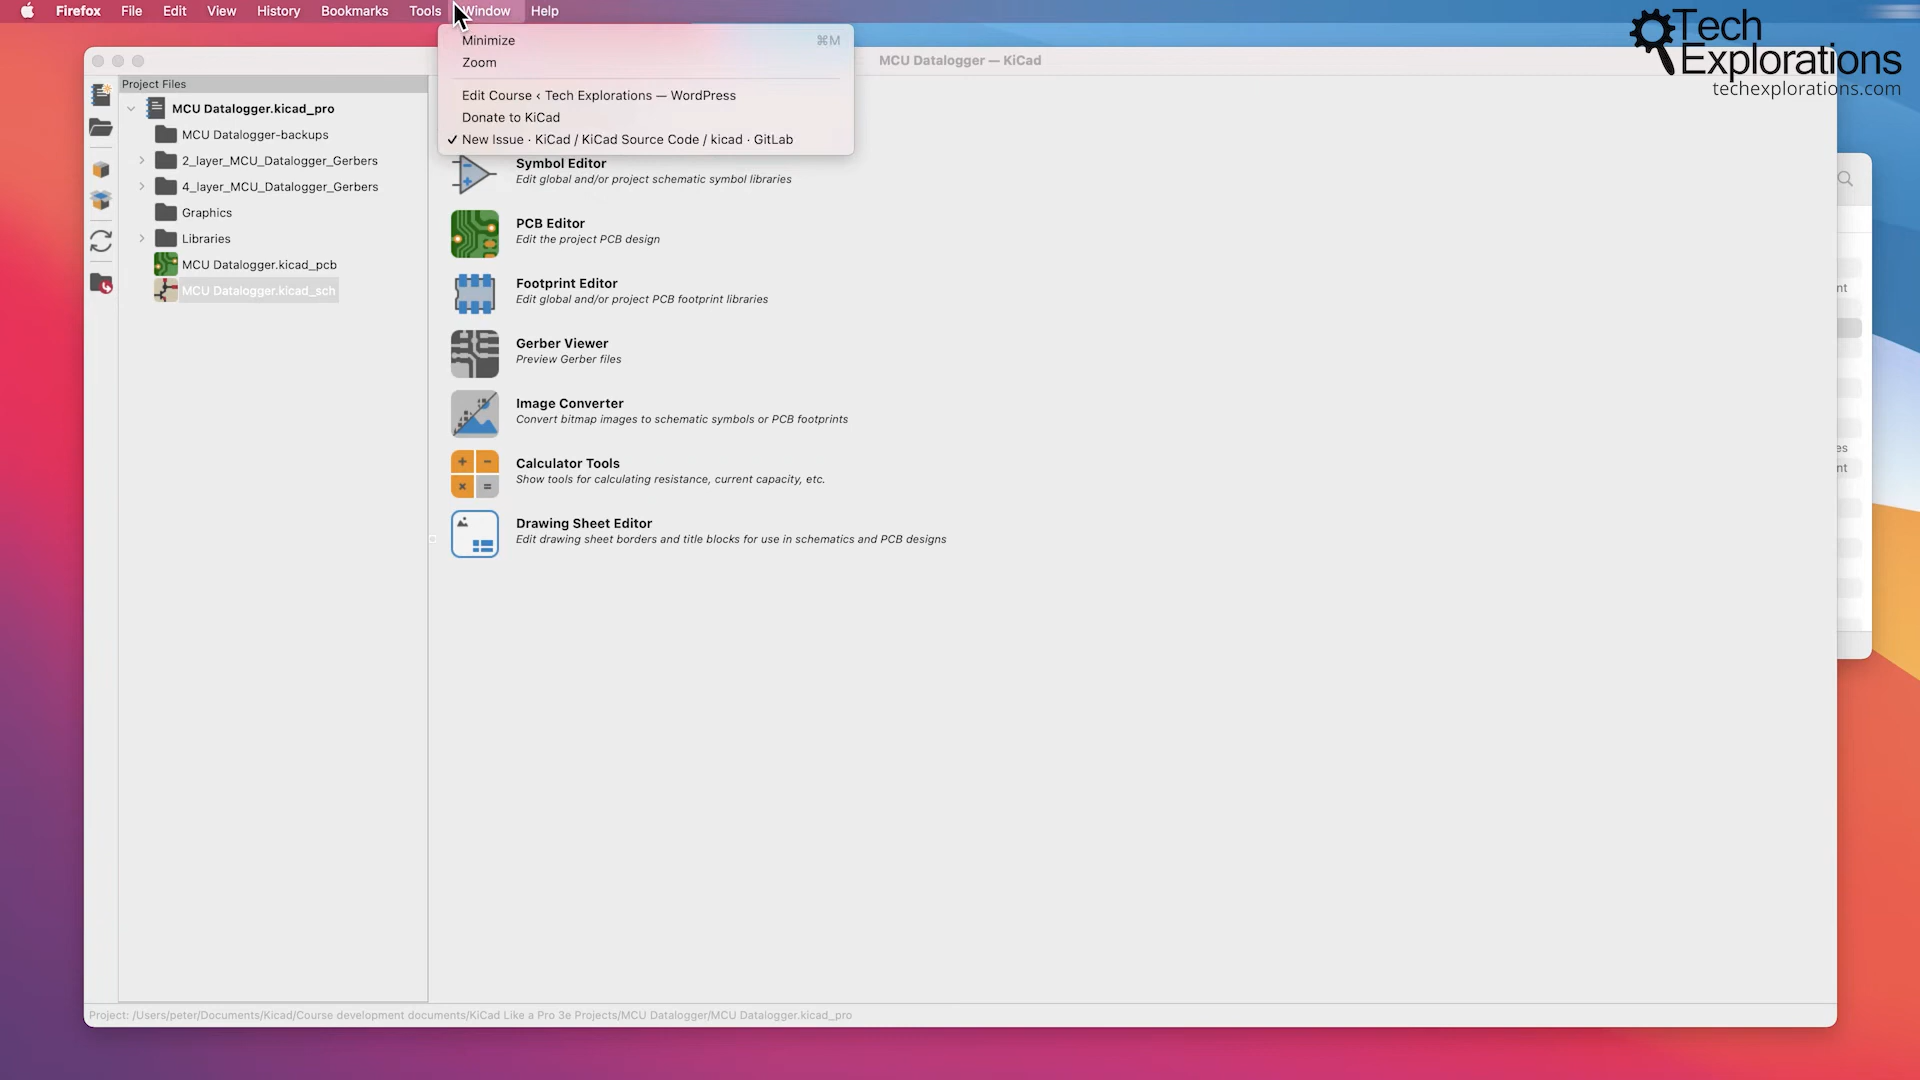 Firefox File Edit View History Bookmarks Tools Window Help
Minimize ⌘M
Zoom
Edit Course ‹ Tech Explorations — WordPress
Donate to KiCad
✓ New Issue · KiCad / KiCad Source Code / kicad · GitLab
MCU Datalogger — KiCad
Tech
Explorations
techexplorations.com
Project Files
MCU Datalogger.kicad_pro
MCU Datalogger-backups
2_layer_MCU_Datalogger_Gerbers
4_layer_MCU_Datalogger_Gerbers
Graphics
Libraries
MCU Datalogger.kicad_pcb
MCU Datalogger.kicad_sch
Symbol Editor
Edit global and/or project schematic symbol libraries
PCB Editor
Edit the project PCB design
Footprint Editor
Edit global and/or project PCB footprint libraries
Gerber Viewer
Preview Gerber files
Image Converter
Convert bitmap images to schematic symbols or PCB footprints
Calculator Tools
Show tools for calculating resistance, current capacity, etc.
Drawing Sheet Editor
Edit drawing sheet borders and title blocks for use in schematics and PCB designs
nt
es
nt
Project: /Users/peter/Documents/Kicad/Course development documents/KiCad Like a Pro 3e Projects/MCU Datalogger/MCU Datalogger.kicad_pro